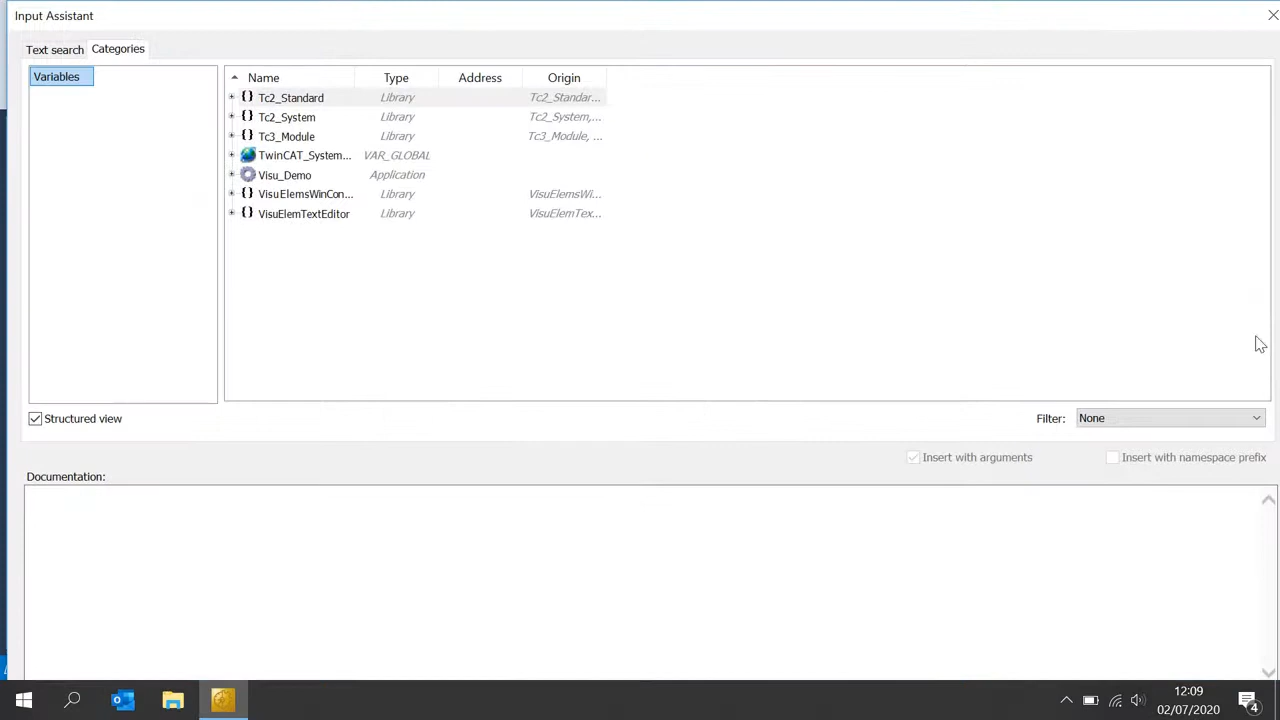 Input Assistant
Text search Categories
Variables
Name Type Address Origin
Tc2_Standard Library Tc2_Standar...
Tc2_System Library Tc2_System,...
Tc3_Module Library Tc3_Module, ...
TwinCAT_System... VAR_GLOBAL
Visu_Demo Application
VisuElemsWinCon... Library VisuElemsWi...
VisuElemTextEditor Library VisuElemTex...
Structured view
Filter: None
Insert with arguments Insert with namespace prefix
Documentation:
12:09
02/07/2020
4